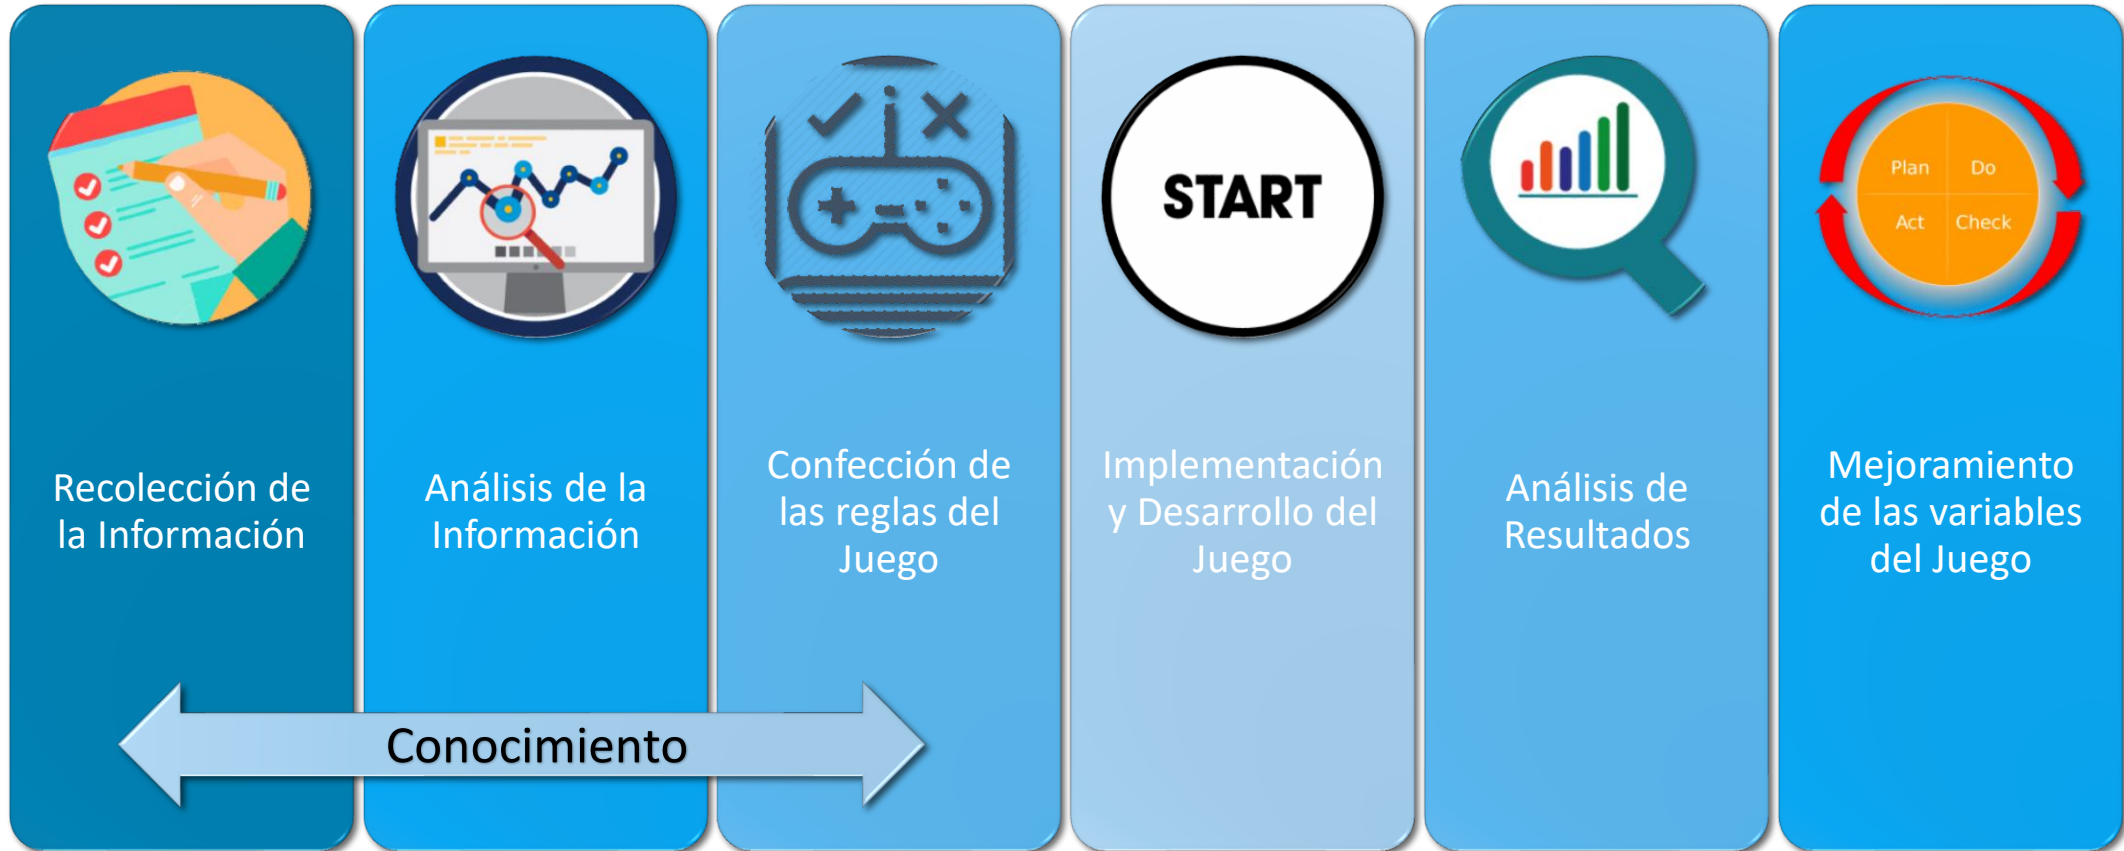 Recolección de
la Información
Análisis de la
Información
Confección de
las reglas del
Juego
START
Implementación
y Desarrollo del
Juego
Análisis de
Resultados
Plan Do
Act Check
Mejoramiento
de las variables
del Juego
Conocimiento